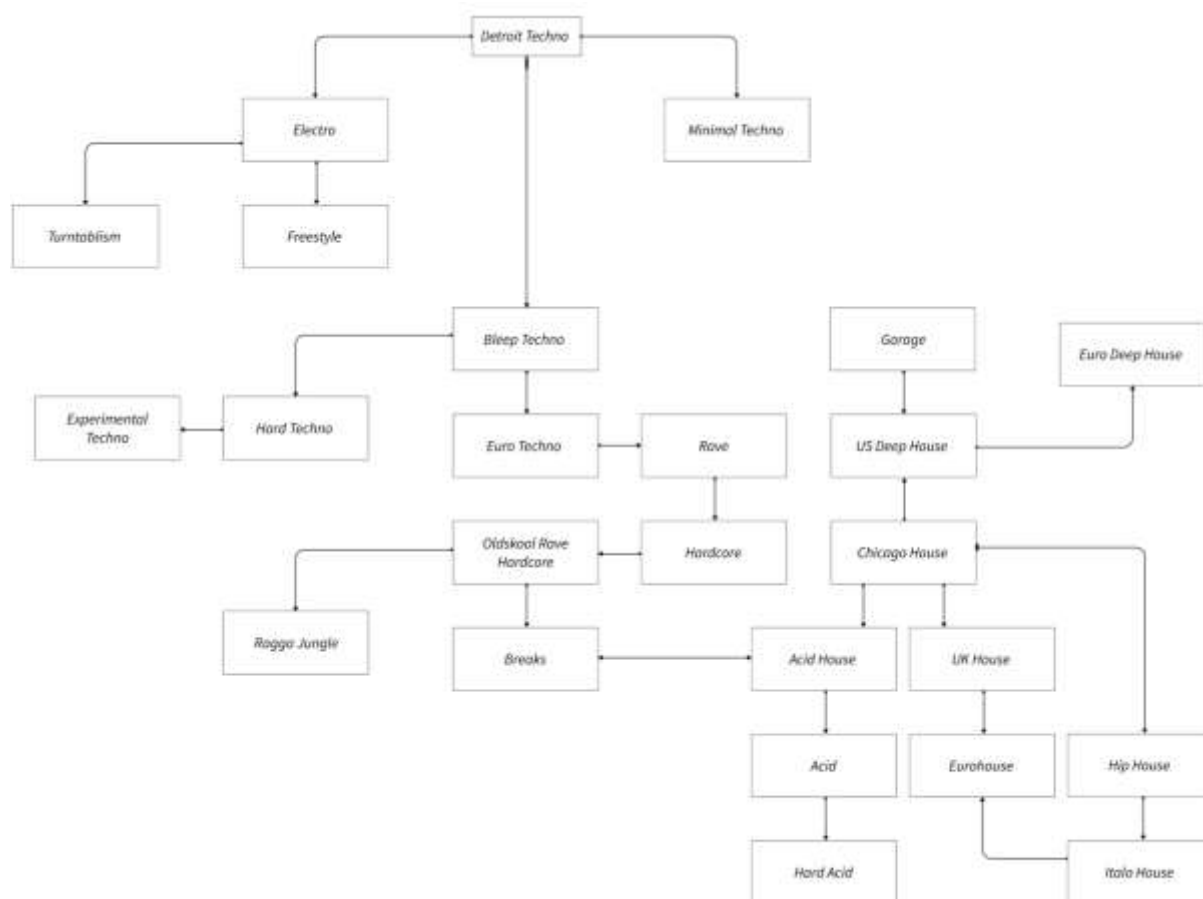 Detroit Techno
Electro
Minimal Techno
Turntablism
Freestyle
Bleep Techno
Garage
Euro Deep House
Experimental
Techno
Hard Techno
Euro Techno
Rave
US Deep House
Oldskool Rave
Hardcore
Hardcore
Chicago House
Ragga Jungle
Breaks
Acid House
UK House
Acid
Eurohouse
Hip House
Hard Acid
Italo House